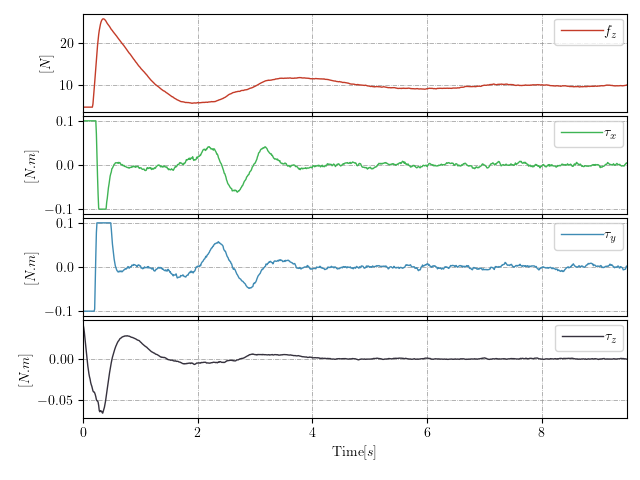 [N]
20
10
f_z
[N.m]
0.1
0.0
−0.1
τ_x
[N.m]
0.1
0.0
−0.1
τ_y
[N.m]
0.00
−0.05
τ_z
0 2 4 6 8
Time[s]